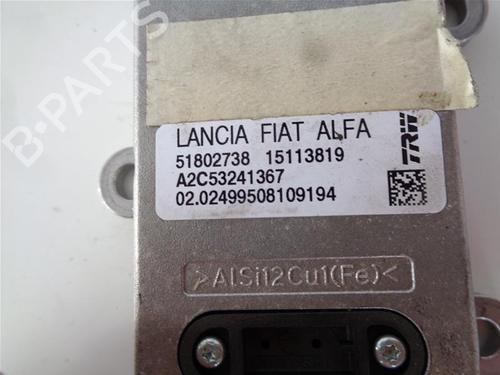 B-PARTS
LANCIA FIAT ALFA
TRW
51802738 15113819
A2C53241367
02.02499508109194
>AlSi12Cu1(Fe)<